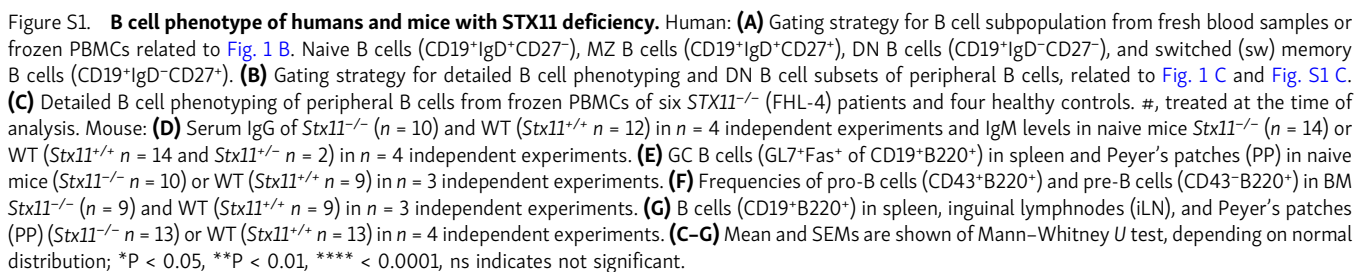 Figure S1. B cell phenotype of humans and mice with STX11 deficiency. Human: (A) Gating strategy for B cell subpopulation from fresh blood samples or
frozen PBMCs related to Fig. 1 B. Naive B cells (CD19⁺IgD⁺CD27⁻), MZ B cells (CD19⁺IgD⁺CD27⁺), DN B cells (CD19⁺IgD⁻CD27⁻), and switched (sw) memory
B cells (CD19⁺IgD⁻CD27⁺). (B) Gating strategy for detailed B cell phenotyping and DN B cell subsets of peripheral B cells, related to Fig. 1 C and Fig. S1 C.
(C) Detailed B cell phenotyping of peripheral B cells from frozen PBMCs of six STX11⁻/⁻ (FHL-4) patients and four healthy controls. #, treated at the time of
analysis. Mouse: (D) Serum IgG of Stx11⁻/⁻ (n = 10) and WT (Stx11⁺/⁺ n = 12) in n = 4 independent experiments and IgM levels in naive mice Stx11⁻/⁻ (n = 14) or
WT (Stx11⁺/⁺ n = 14 and Stx11⁺/⁻ n = 2) in n = 4 independent experiments. (E) GC B cells (GL7⁺Fas⁺ of CD19⁺B220⁺) in spleen and Peyer's patches (PP) in naive
mice (Stx11⁻/⁻ n = 10) or WT (Stx11⁺/⁺ n = 9) in n = 3 independent experiments. (F) Frequencies of pro-B cells (CD43⁺B220⁺) and pre-B cells (CD43⁻B220⁺) in BM
Stx11⁻/⁻ (n = 9) and WT (Stx11⁺/⁺ n = 9) in n = 3 independent experiments. (G) B cells (CD19⁺B220⁺) in spleen, inguinal lymphnodes (iLN), and Peyer's patches
(PP) (Stx11⁻/⁻ n = 13) or WT (Stx11⁺/⁺ n = 13) in n = 4 independent experiments. (C–G) Mean and SEMs are shown of Mann–Whitney U test, depending on normal
distribution; *P < 0.05, **P < 0.01, **** < 0.0001, ns indicates not significant.